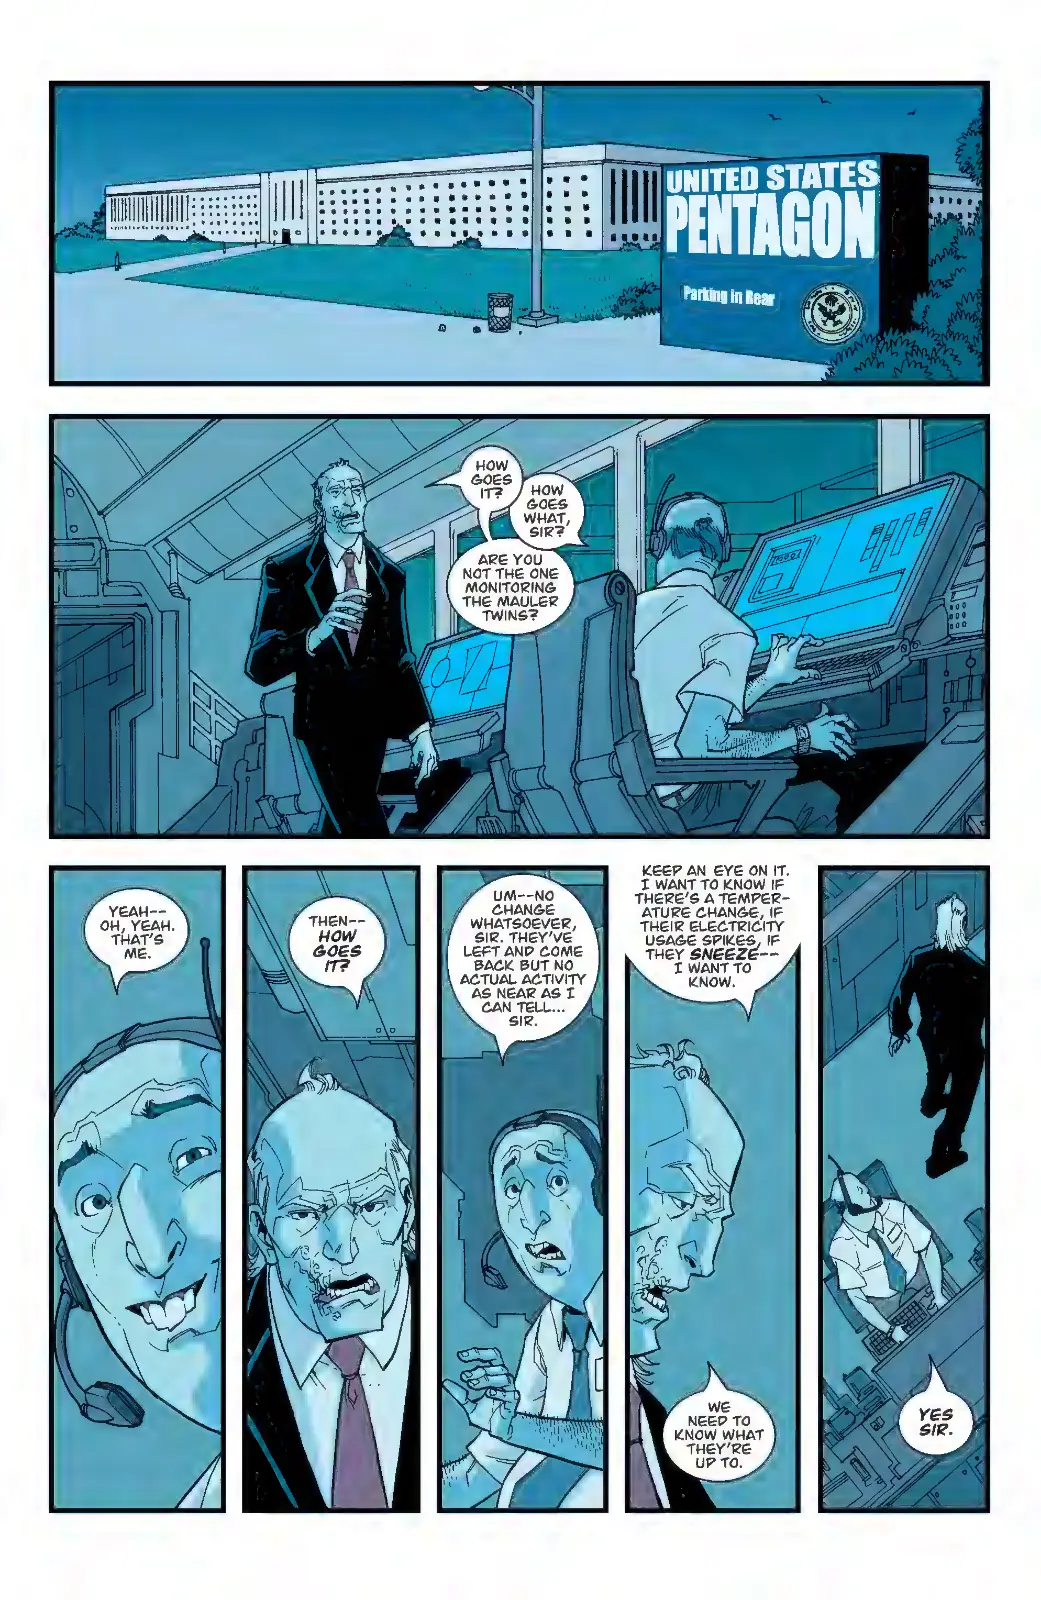 UNITED STATES
PENTAGON
Parking in Rear
HOW
GOES
IT?
HOW
GOES
WHAT,
SIR?
ARE YOU
NOT THE ONE
MONITORING
THE MAULER
TWINS?
YEAH--
OH, YEAH.
THAT'S
ME.
THEN--
HOW
GOES
IT?
UM--NO
CHANGE
WHATSOEVER,
SIR. THEY'VE
LEFT AND COME
BACK BUT NO
ACTUAL ACTIVITY
AS NEAR AS I
CAN TELL...
SIR.
KEEP AN EYE ON IT.
I WANT TO KNOW IF
THERE'S A TEMPER-
ATURE CHANGE, IF
THEIR ELECTRICITY
USAGE SPIKES, IF
THEY SNEEZE--
I WANT TO
KNOW.
WE
NEED TO
KNOW WHAT
THEY'RE
UP TO.
YES
SIR.